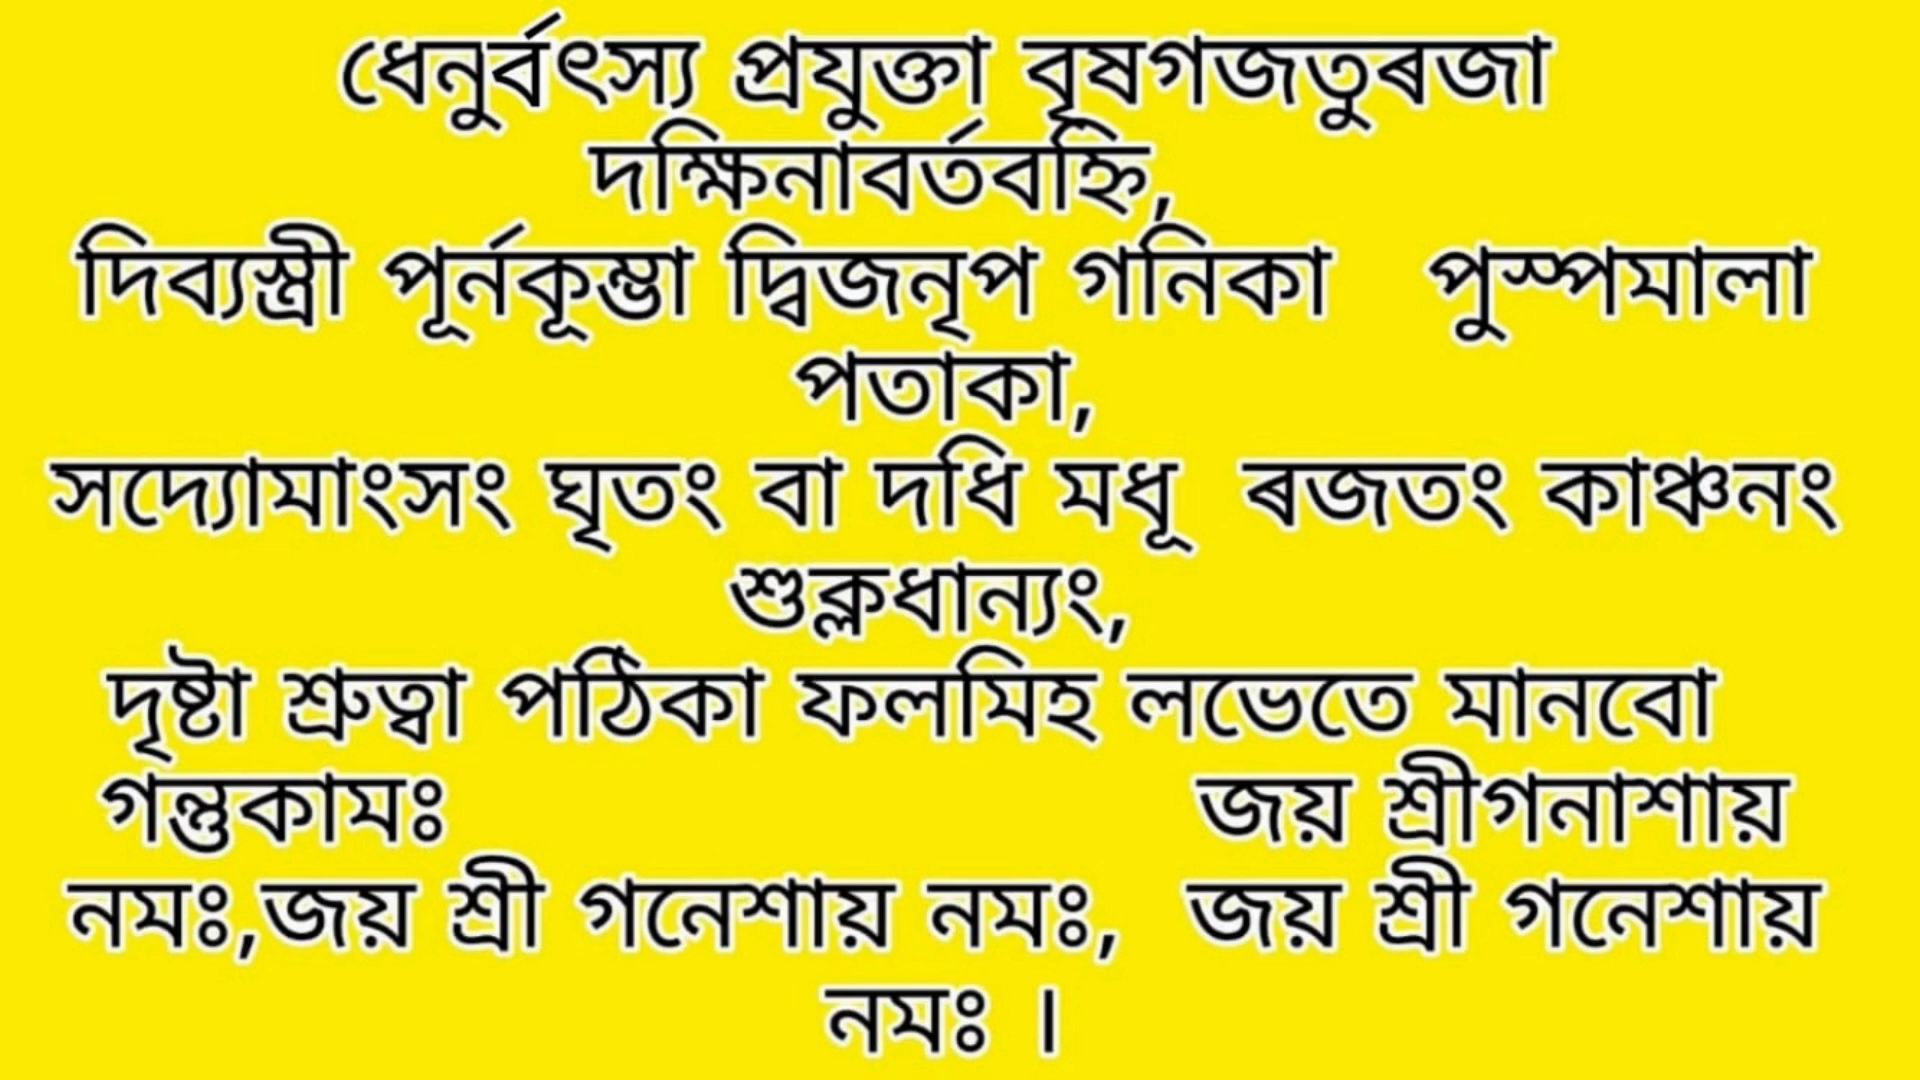 ধেনুৰ্বৎস্য প্ৰযুক্তা বৃষগজতুৰজা
দক্ষিনাবৰ্তবহ্নি,
দিব্যস্ত্ৰী পূৰ্নকূম্ভা দ্বিজনৃপ গনিকা পুস্পমালা
পতাকা,
সদ্যোমাংসং ঘৃতং বা দধি মধূ ৰজতং কাঞ্চনং
শুক্লধান্যং,
দৃষ্টা শ্ৰুত্বা পঠিকা ফলমিহ লভেতে মানবো
গন্তুকামঃ জয় শ্ৰীগনাশায়
নমঃ,জয় শ্ৰী গনেশায় নমঃ, জয় শ্ৰী গনেশায়
নমঃ ।